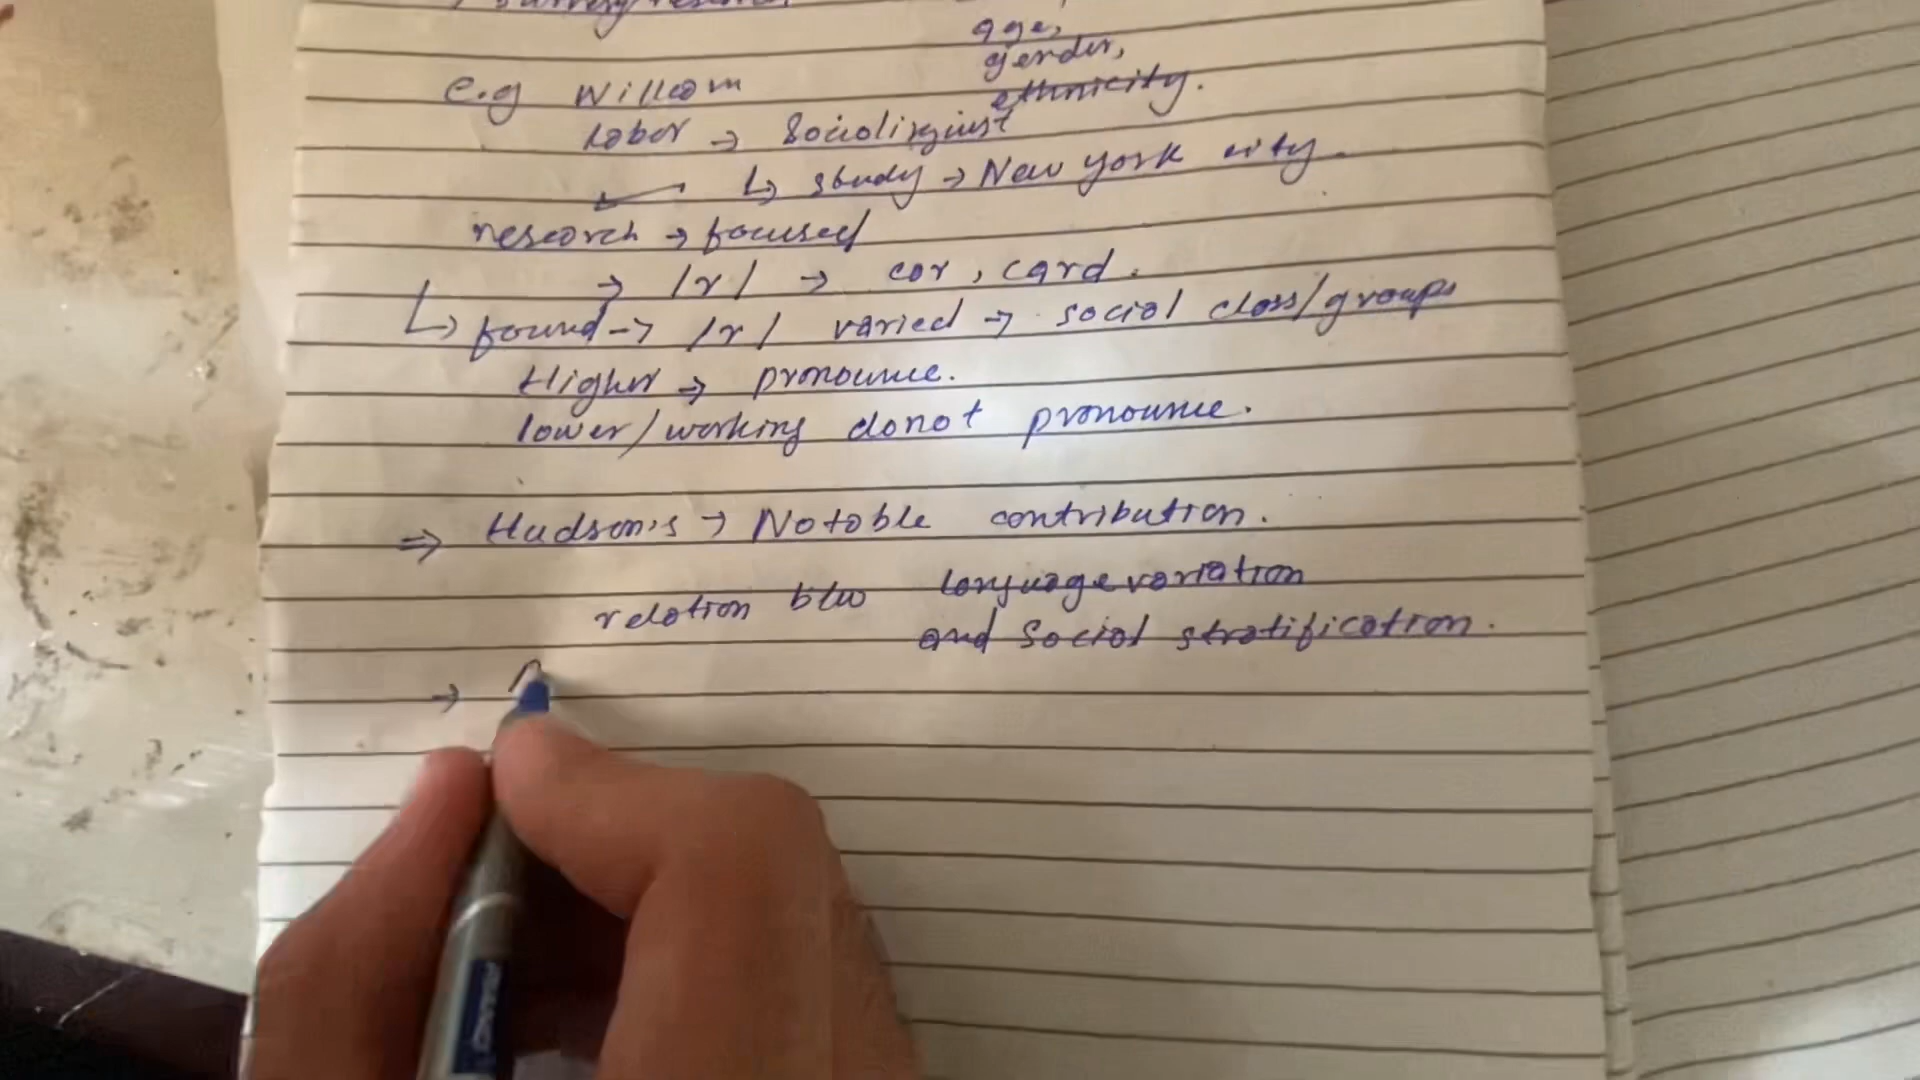 age,
gender,
ethnicity.
e.g William
Labov → Sociolinguist
↳ study → New York city.
research → focused
→ /r/ → car, card.
↳ found → /r/ varied → social class/groups
Higher → pronounce.
lower/working donot pronounce.
⇒ Hudson's → Notable contribution.
relation btw language variation
and Social stratification.
→